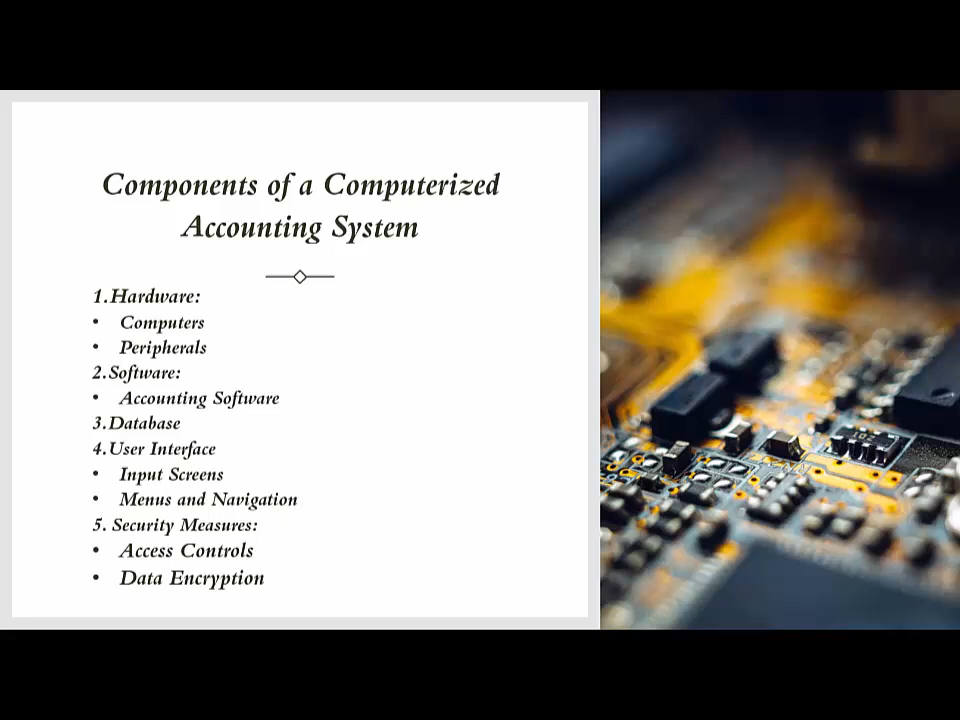 Components of a Computerized
Accounting System
1.Hardware:
• Computers
• Peripherals
2.Software:
• Accounting Software
3.Database
4.User Interface
• Input Screens
• Menus and Navigation
5. Security Measures:
• Access Controls
• Data Encryption